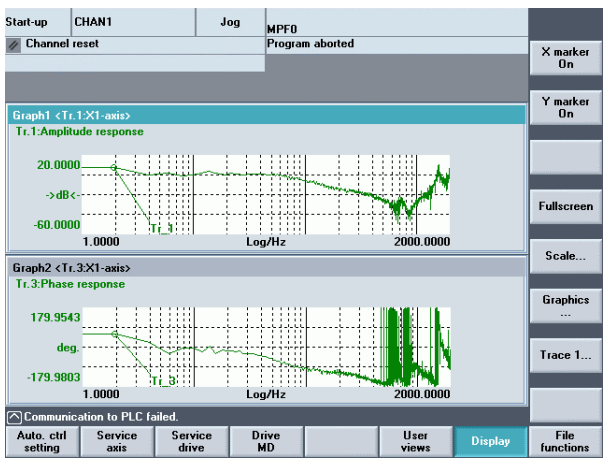 Start-up CHAN1 Jog MPF0
Channel reset Program aborted
X marker
On
Y marker
On
Graph1 <Tr.1:X1-axis>
Tr.1:Amplitude response
20.0000
->dB<-
-60.0000
Tr_1
1.0000 Log/Hz 2000.0000
Fullscreen
Scale...
Graph2 <Tr.3:X1-axis>
Tr.3:Phase response
179.9543
deg.
-179.9803
Tr_3
1.0000 Log/Hz 2000.0000
Graphics
...
Trace 1...
Communication to PLC failed.
Auto. ctrl
setting
Service
axis
Service
drive
Drive
MD
User
views
Display
File
functions